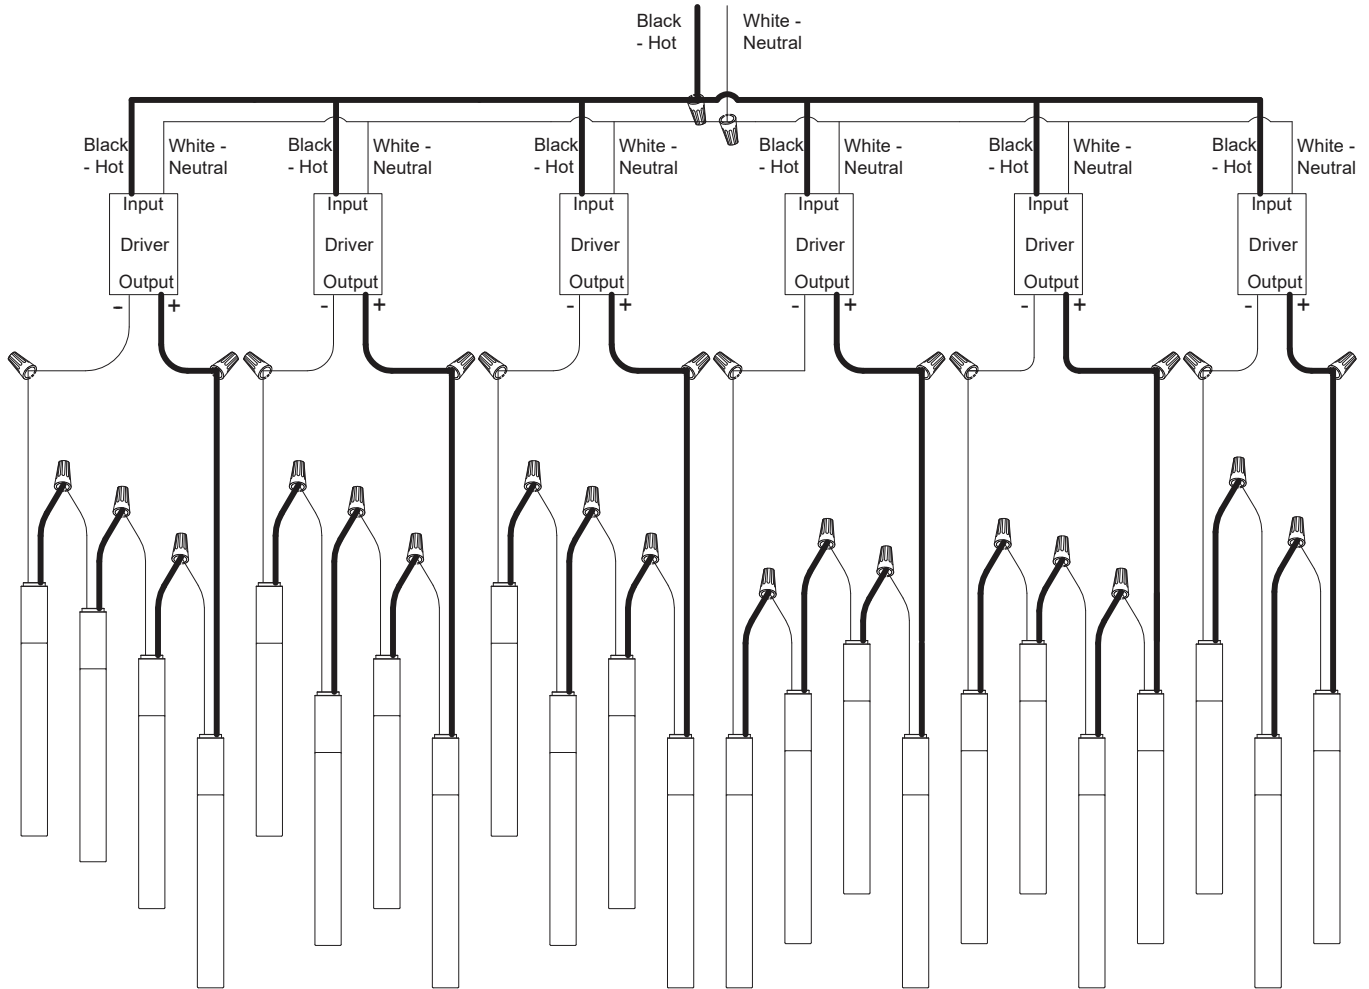 Black
- Hot
White -
Neutral
Black
- Hot
White -
Neutral
Black
- Hot
White -
Neutral
Black
- Hot
White -
Neutral
Black
- Hot
White -
Neutral
Black
- Hot
White -
Neutral
Black
- Hot
White -
Neutral
Input
Driver
Output
- +
Input
Driver
Output
- +
Input
Driver
Output
- +
Input
Driver
Output
- +
Input
Driver
Output
- +
Input
Driver
Output
- +